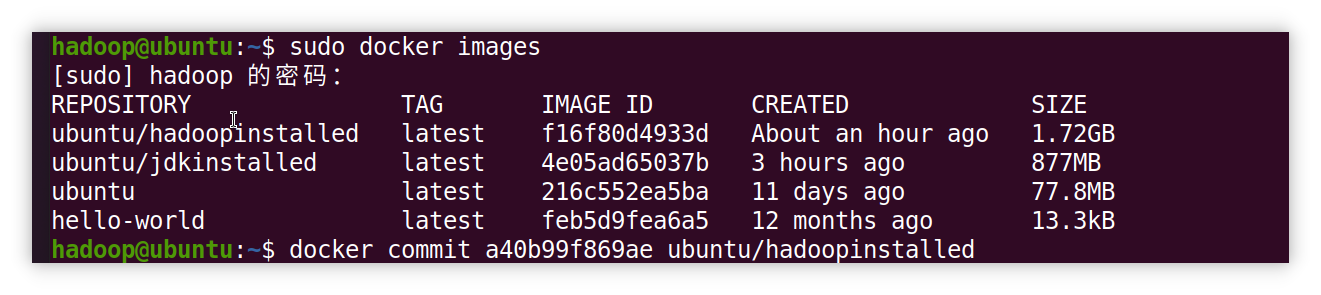 hadoop@ubuntu:~$ sudo docker images
[sudo] hadoop 的密码：
REPOSITORY TAG IMAGE ID CREATED SIZE
ubuntu/hadoopinstalled latest f16f80d4933d About an hour ago 1.72GB
ubuntu/jdkinstalled latest 4e05ad65037b 3 hours ago 877MB
ubuntu latest 216c552ea5ba 11 days ago 77.8MB
hello-world latest feb5d9fea6a5 12 months ago 13.3kB
hadoop@ubuntu:~$ docker commit a40b99f869ae ubuntu/hadoopinstalled